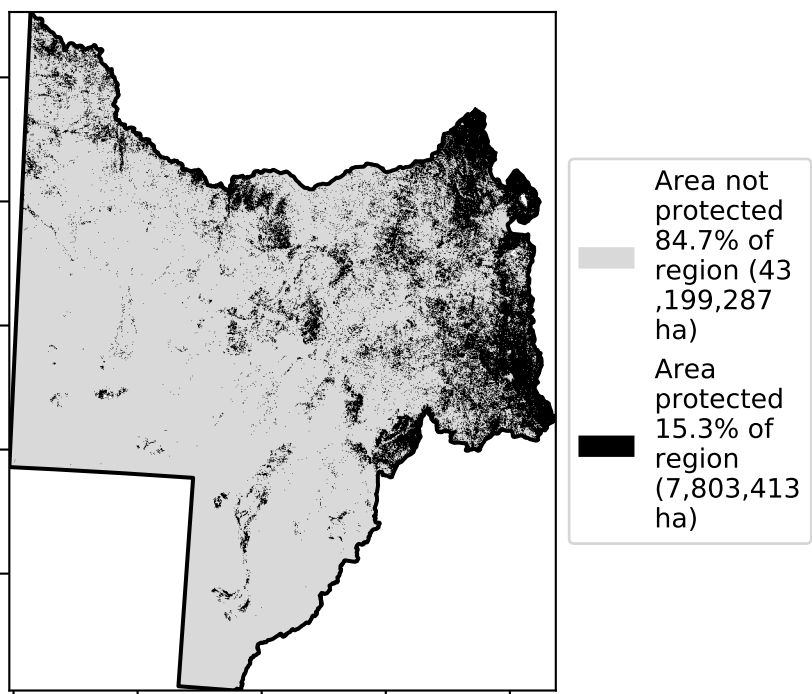 Area not
protected
84.7% of
region (43
,199,287
ha)
Area
protected
15.3% of
region
(7,803,413
ha)